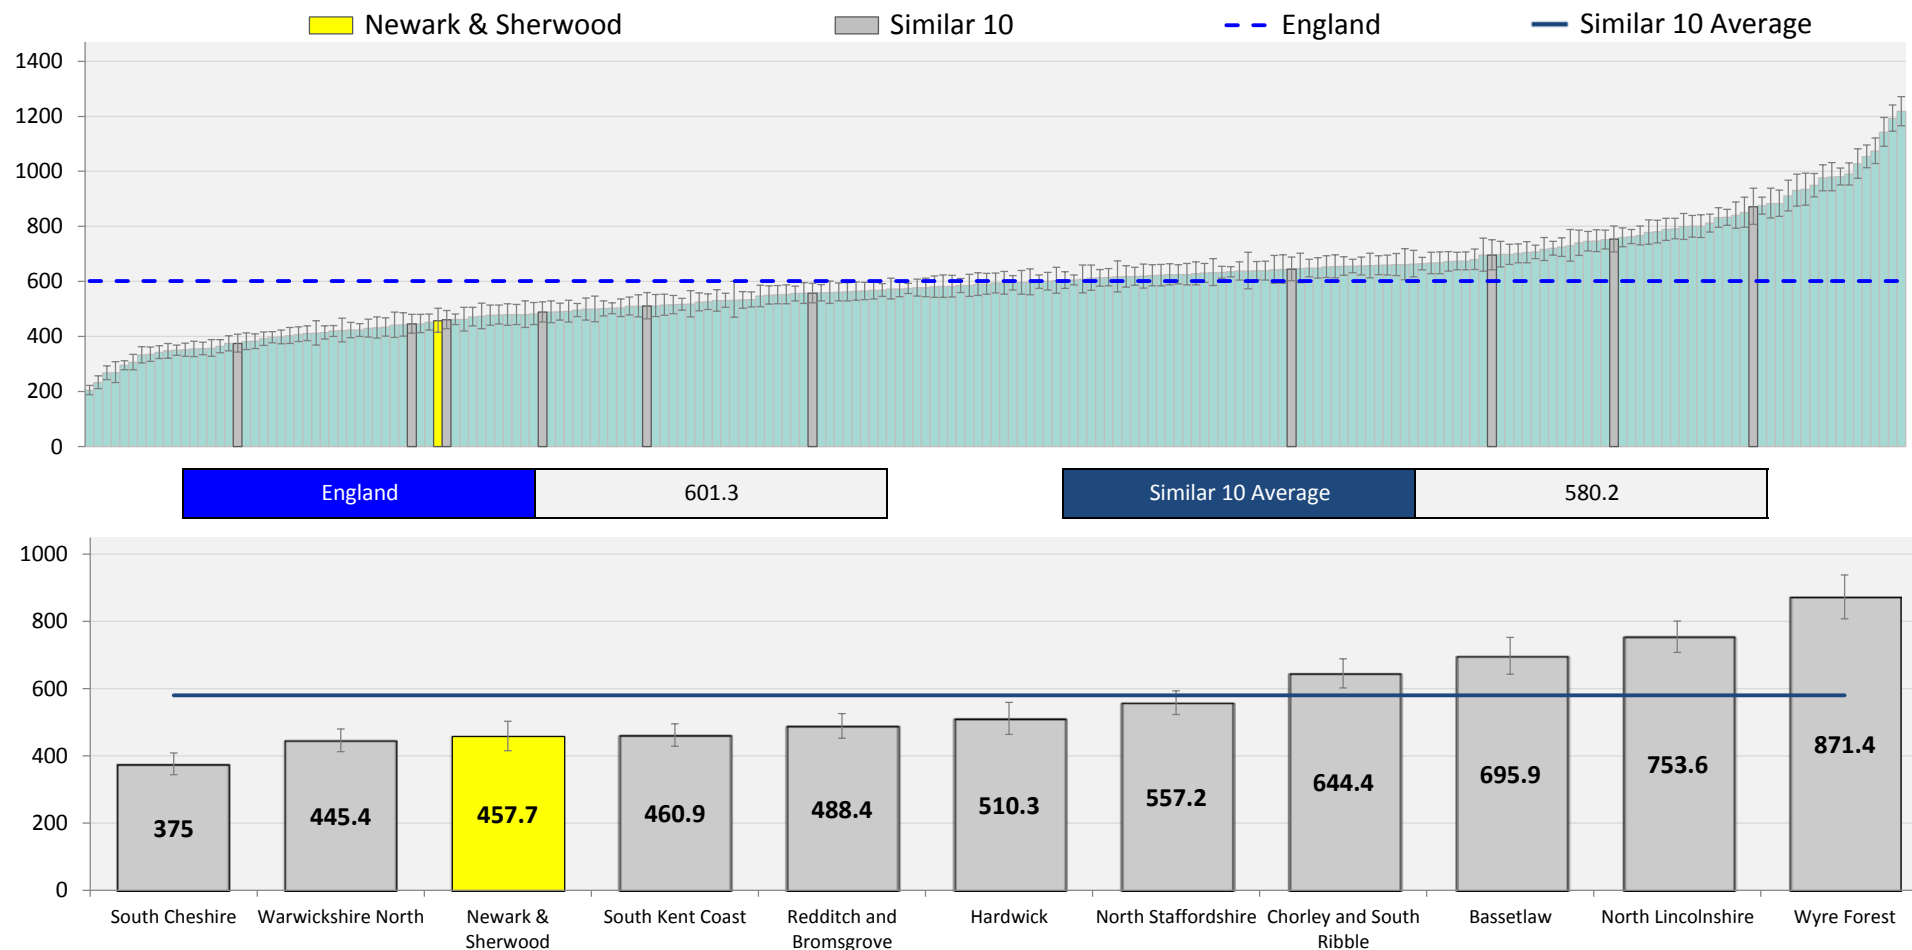 Newark & Sherwood
Similar 10
England
Similar 10 Average
1400
1200
1000
800
600
400
200
0
England
601.3
Similar 10 Average
580.2
1000
800
600
400
200
0
375
445.4
457.7
460.9
488.4
510.3
557.2
644.4
695.9
753.6
871.4
South Cheshire
Warwickshire North
Newark &
Sherwood
South Kent Coast
Redditch and
Bromsgrove
Hardwick
North Staffordshire
Chorley and South
Ribble
Bassetlaw
North Lincolnshire
Wyre Forest